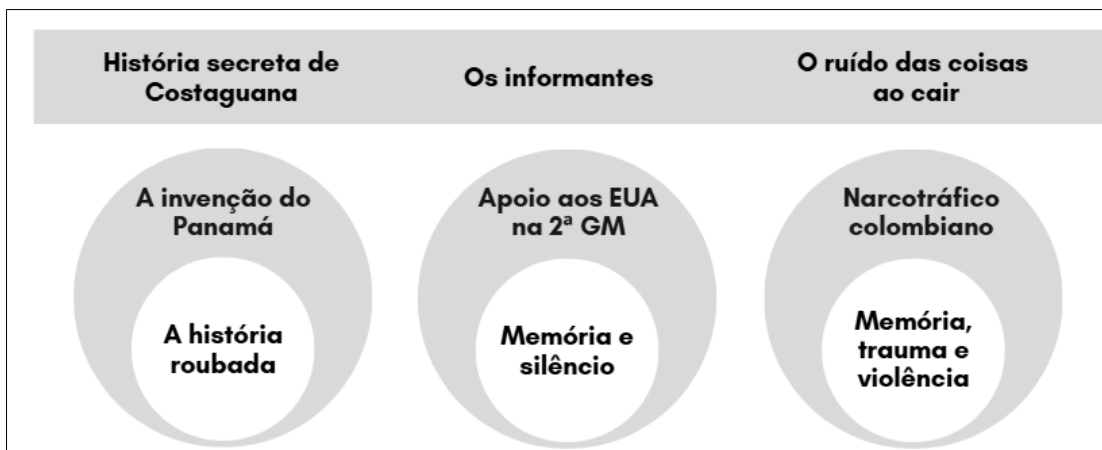 História secreta de
Costaguana
Os informantes
O ruído das coisas
ao cair
A invenção do
Panamá
A história
roubada
Apoio aos EUA
na 2ª GM
Memória e
silêncio
Narcotráfico
colombiano
Memória,
trauma e
violência